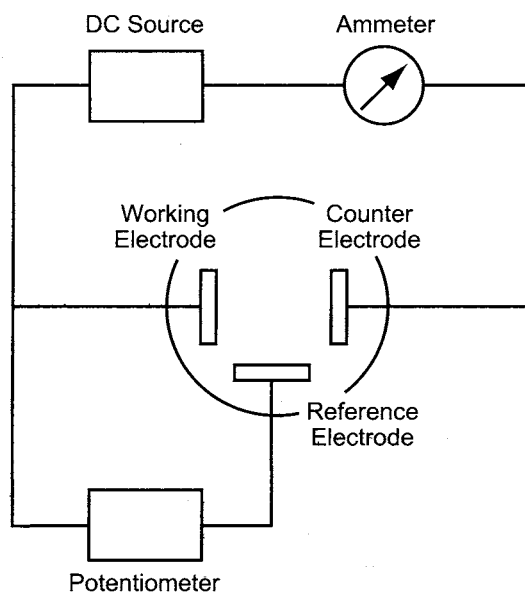 DC Source
Ammeter
Working
Electrode
Counter
Electrode
Reference
Electrode
Potentiometer